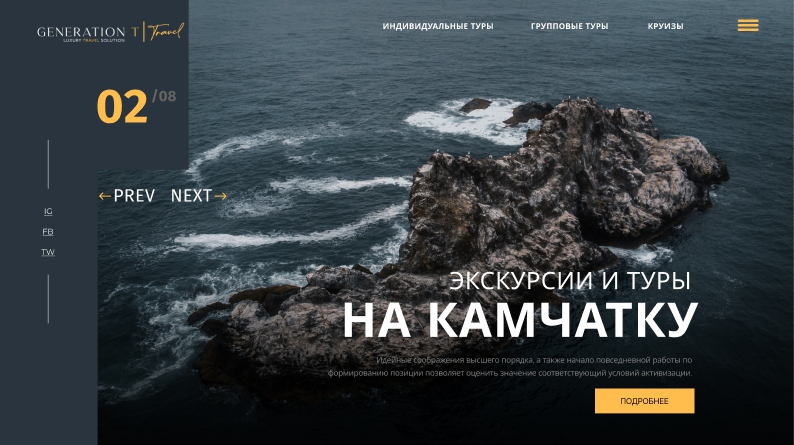 GENERATION T | Travel
LUXURY TRAVEL SOLUTION
ИНДИВИДУАЛЬНЫЕ ТУРЫ ГРУППОВЫЕ ТУРЫ КРУИЗЫ
02 /08
←PREV NEXT→
IG
FB
TW
ЭКСКУРСИИ И ТУРЫ
НА КАМЧАТКУ
Идейные соображения высшего порядка, а также начало повседневной работы по
формированию позиции позволяет оценить значение соответствующий условий активизации.
ПОДРОБНЕЕ